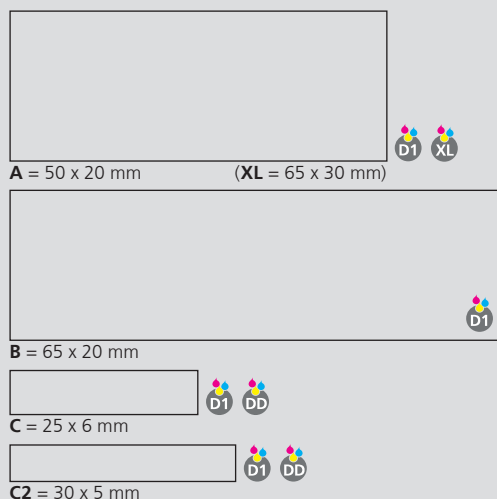 D1 XL
A = 50 x 20 mm (XL = 65 x 30 mm)
D1
B = 65 x 20 mm
D1 DD
C = 25 x 6 mm
D1 DD
C2 = 30 x 5 mm